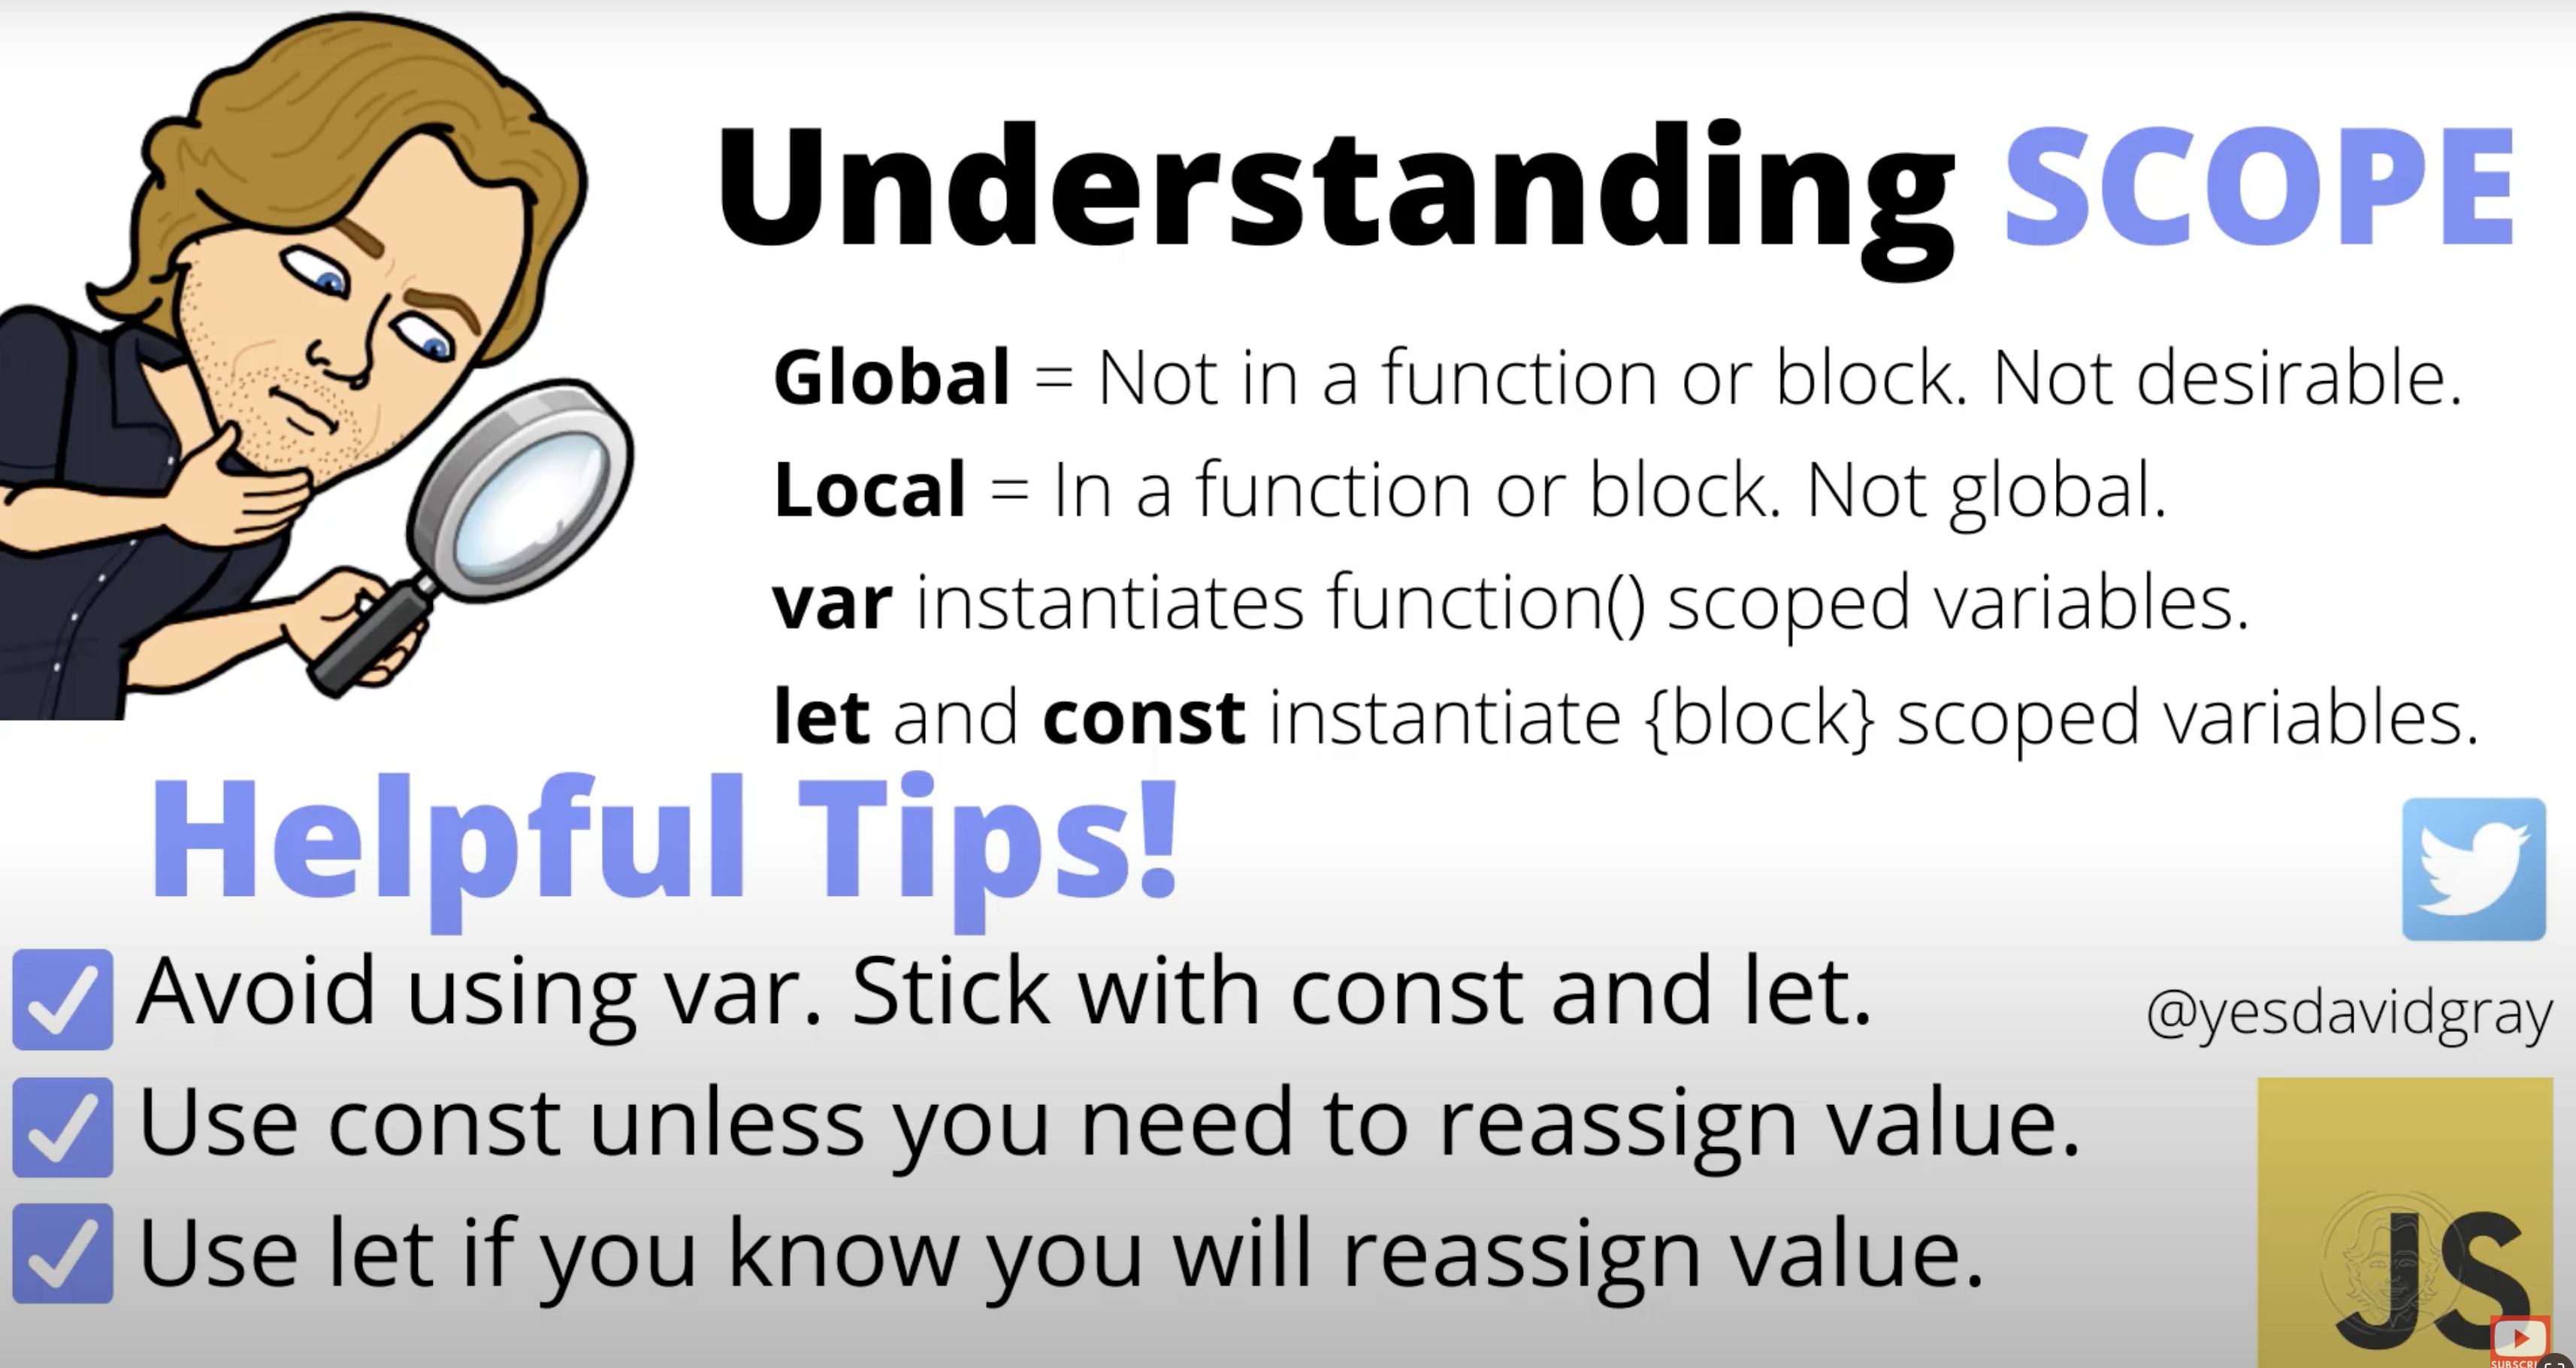 Understanding SCOPE
Global = Not in a function or block. Not desirable.
Local = In a function or block. Not global.
var instantiates function() scoped variables.
let and const instantiate {block} scoped variables.
Helpful Tips!
Avoid using var. Stick with const and let.
@yesdavidgray
Use const unless you need to reassign value.
Use let if you know you will reassign value.
JS